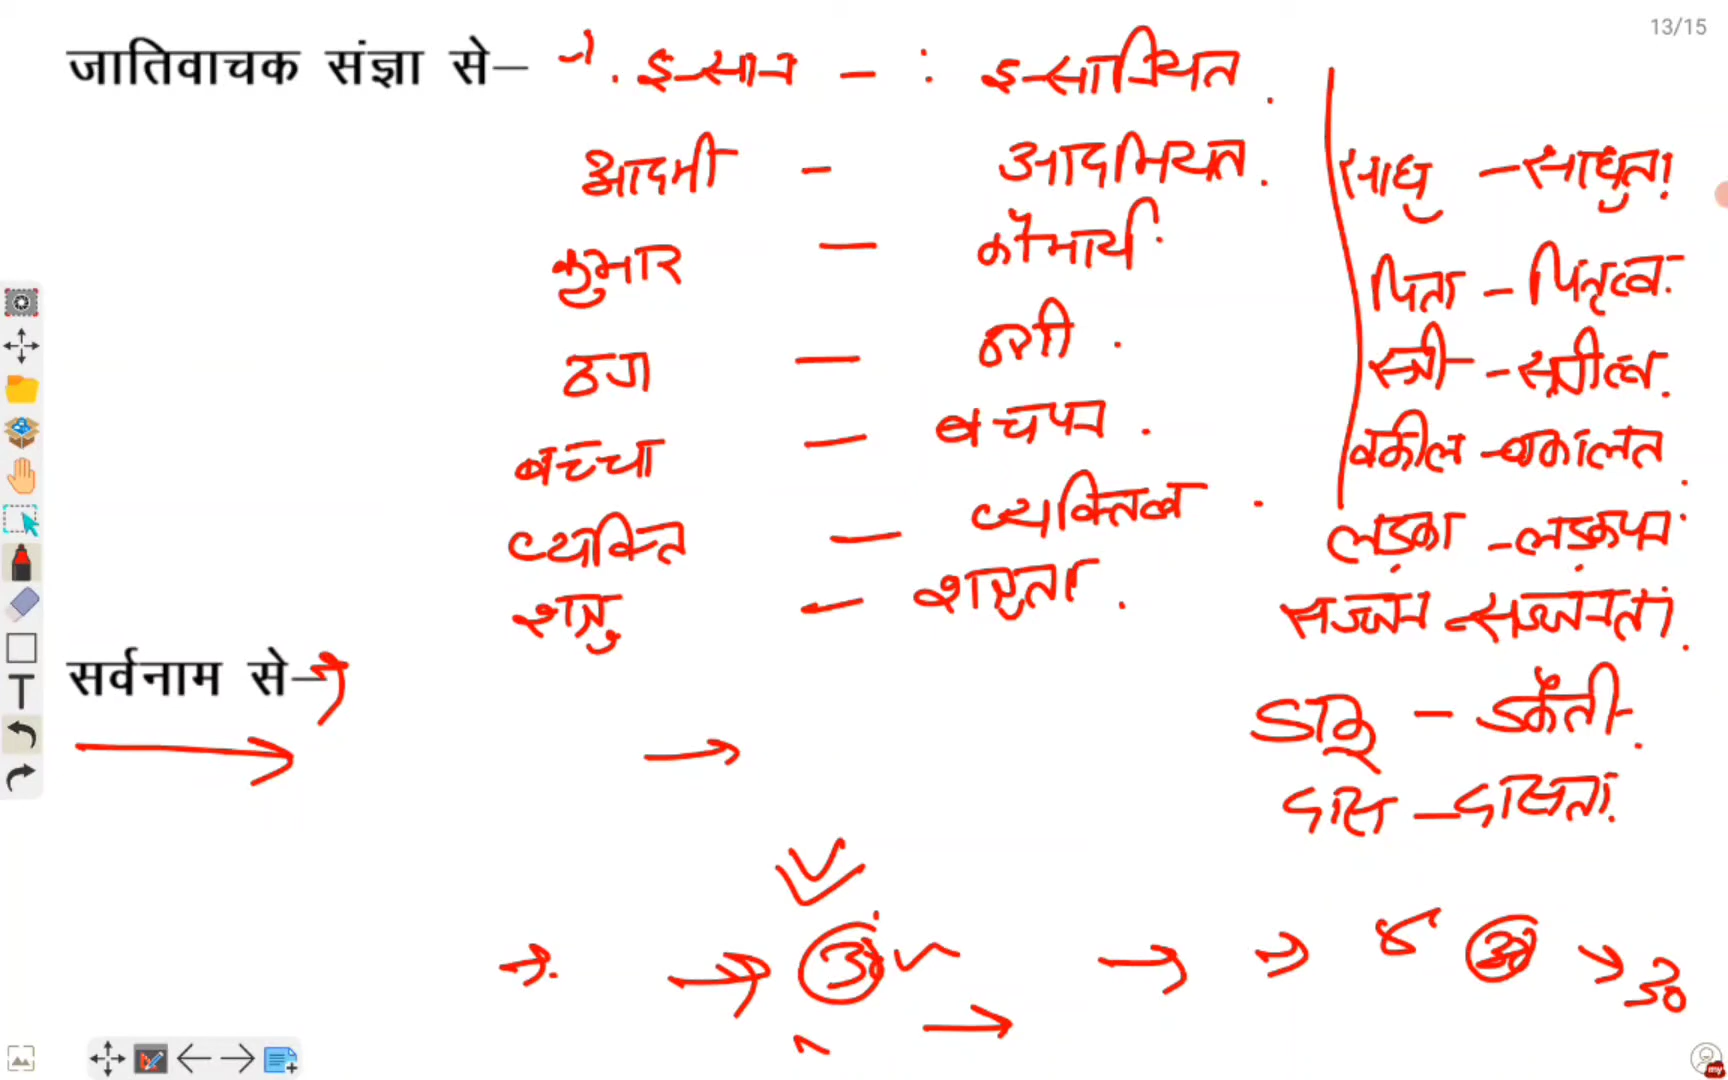 13/15
जातिवाचक संज्ञा से– इन्सान – इन्सानियत
आदमी – आदमियत
कुमार – कौमार्य
ठग – ठगी
बच्चा – बचपन
व्यक्ति – व्यक्तित्व
शत्रु – शत्रुता
साधु – साधुता
पिता – पितृत्व
स्त्री – स्त्रीत्व
वकील – वकालत
लड़का – लड़कपन
सज्जन – सज्जनता
डाकू – डकैती
दास – दासता
सर्वनाम से–
30